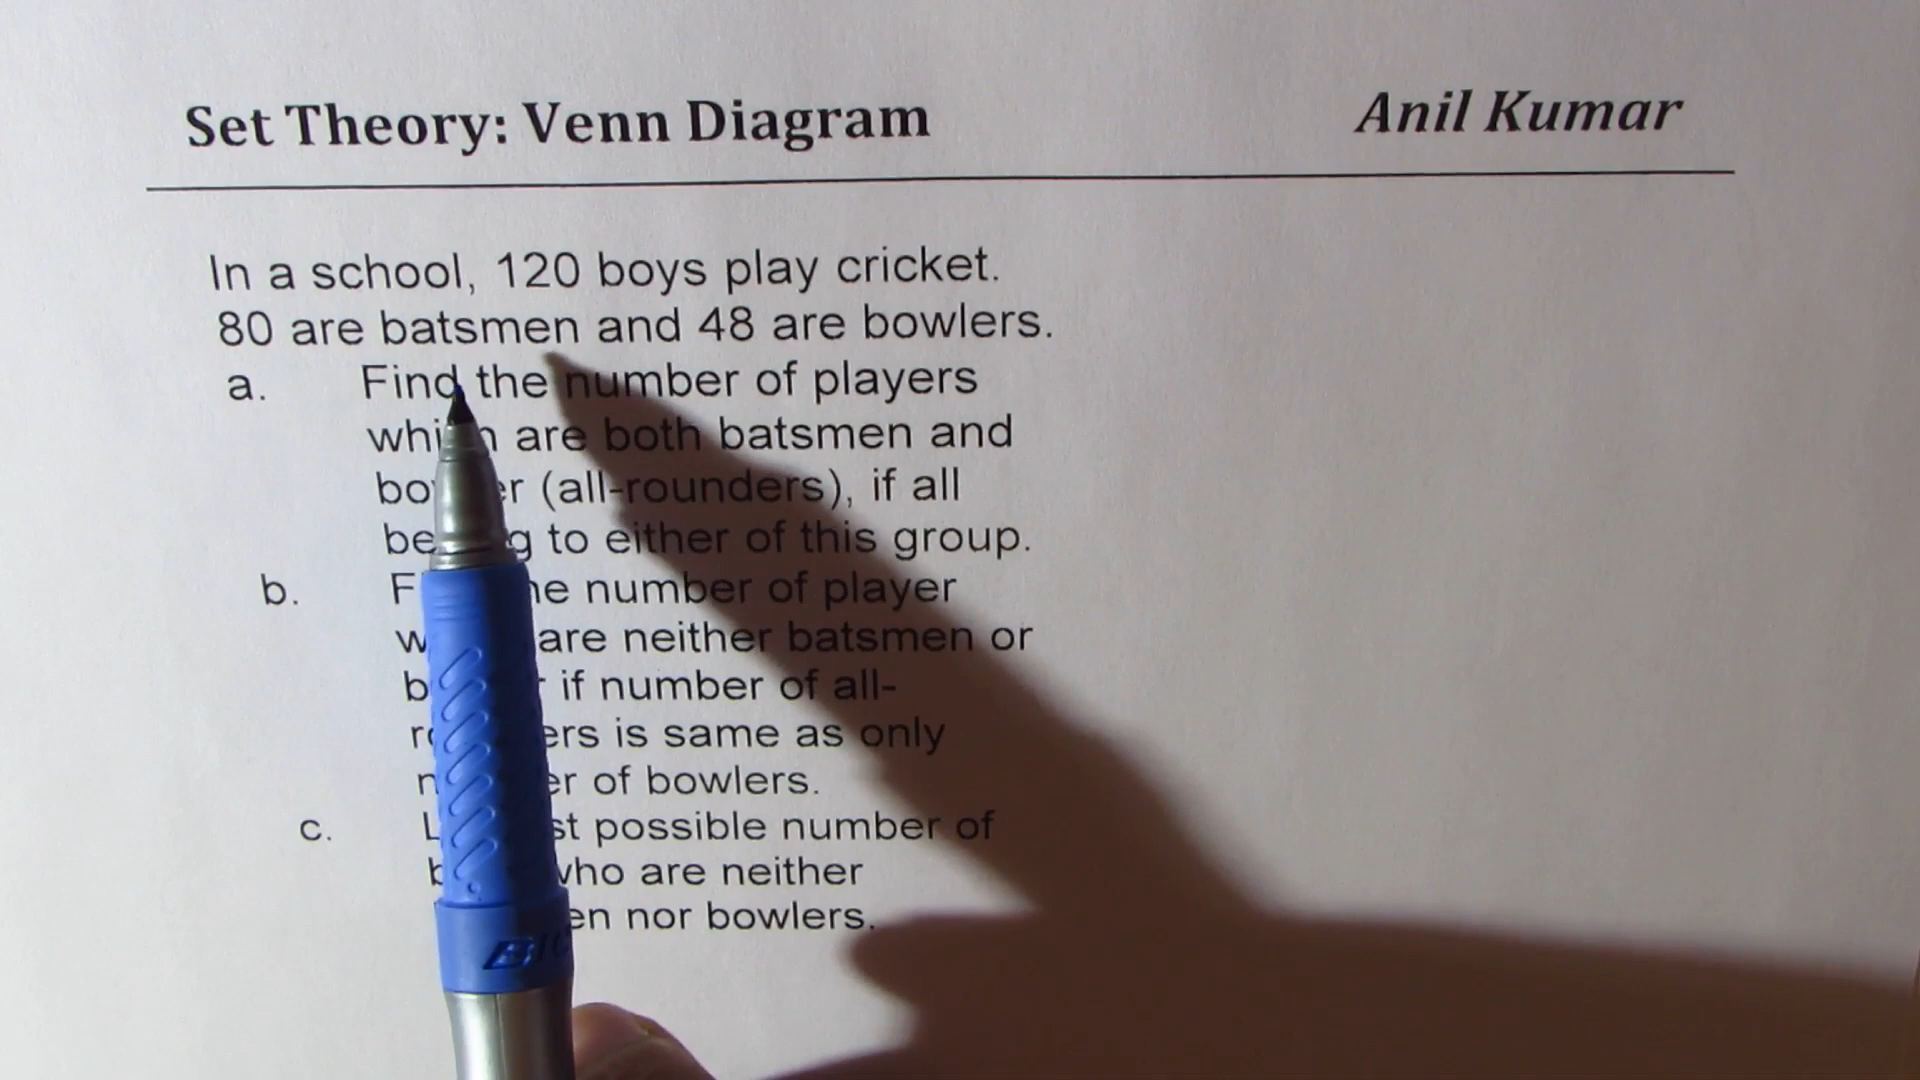 Set Theory: Venn Diagram
Anil Kumar
In a school, 120 boys play cricket.
80 are batsmen and 48 are bowlers.
a. Find the number of players
are both batsmen and
(all-rounders), if all
to either of this group.
b. number of player
are neither batsmen or
if number of all-
is same as only
of bowlers.
c. possible number of
who are neither
nor bowlers.